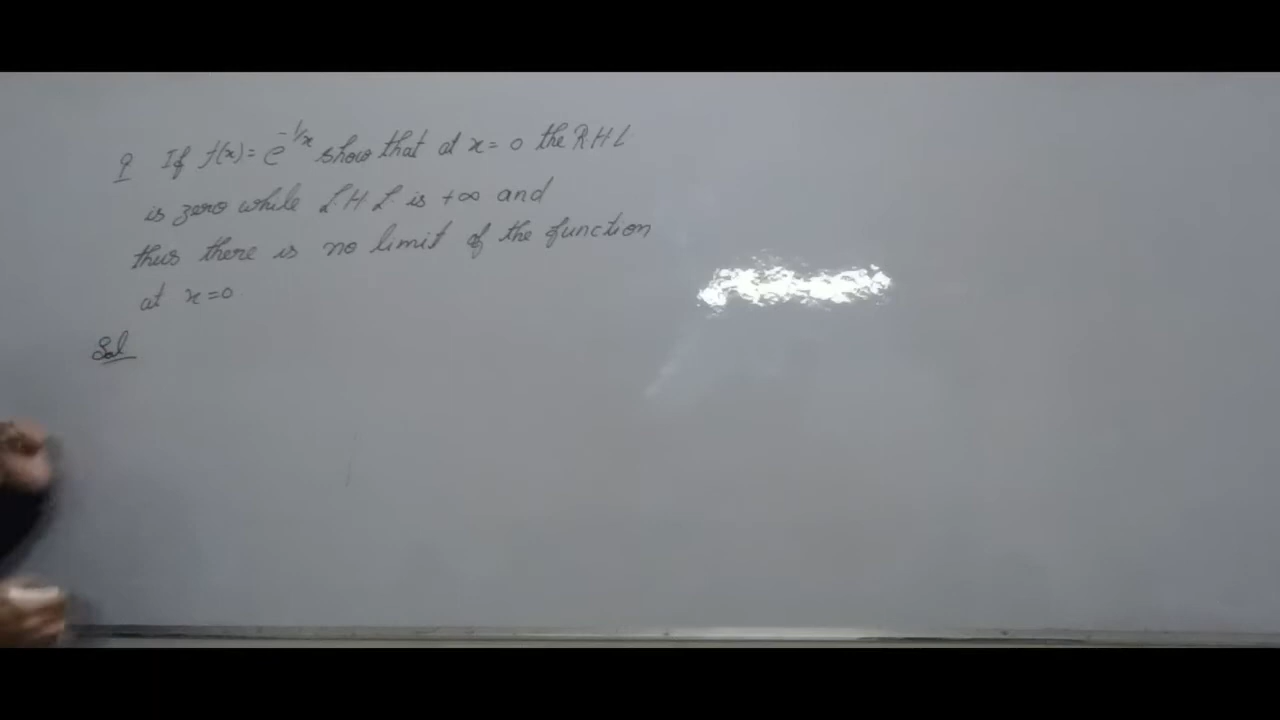 Q If f(x) = e^{-1/x} show that at x = 0 the RHL
is zero while LHL is +∞ and
thus there is no limit of the function
at x = 0
Sol